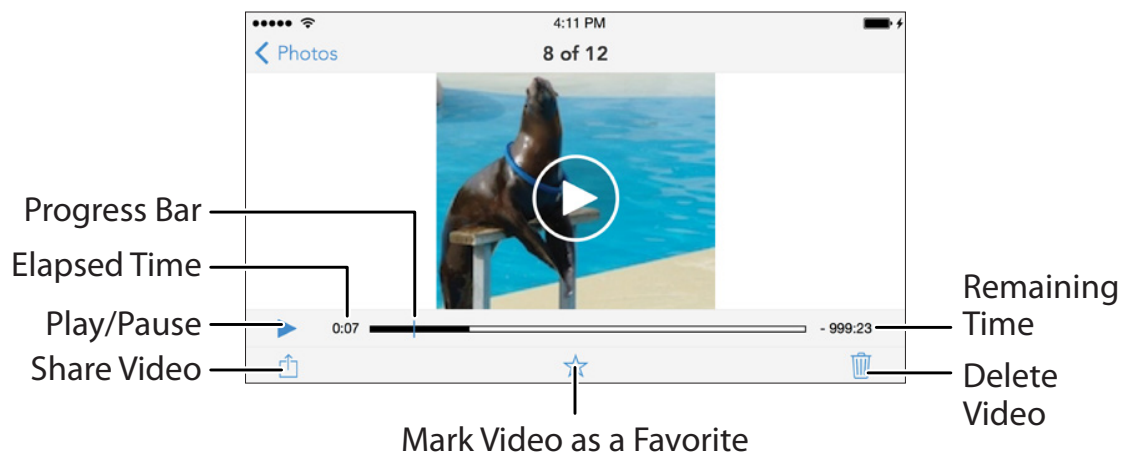 4:11 PM
Photos
8 of 12
Progress Bar
Elapsed Time
Play/Pause
Share Video
0:07
- 999:23
Remaining
Time
Delete
Video
Mark Video as a Favorite